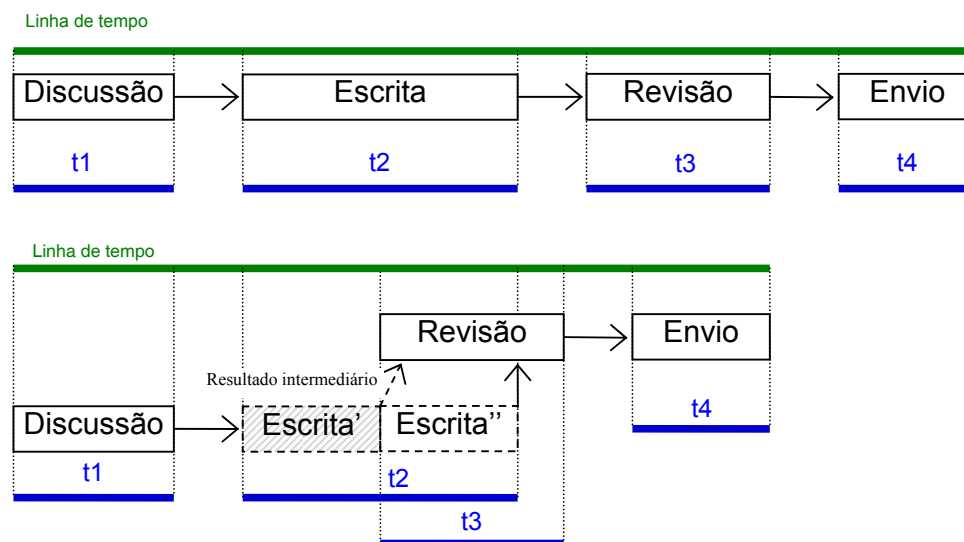 Linha de tempo
Discussão
Escrita
Revisão
Envio
t1
t2
t3
t4
Linha de tempo
Revisão
Envio
Resultado intermediário
Discussão
Escrita’
Escrita’’
t4
t1
t2
t3